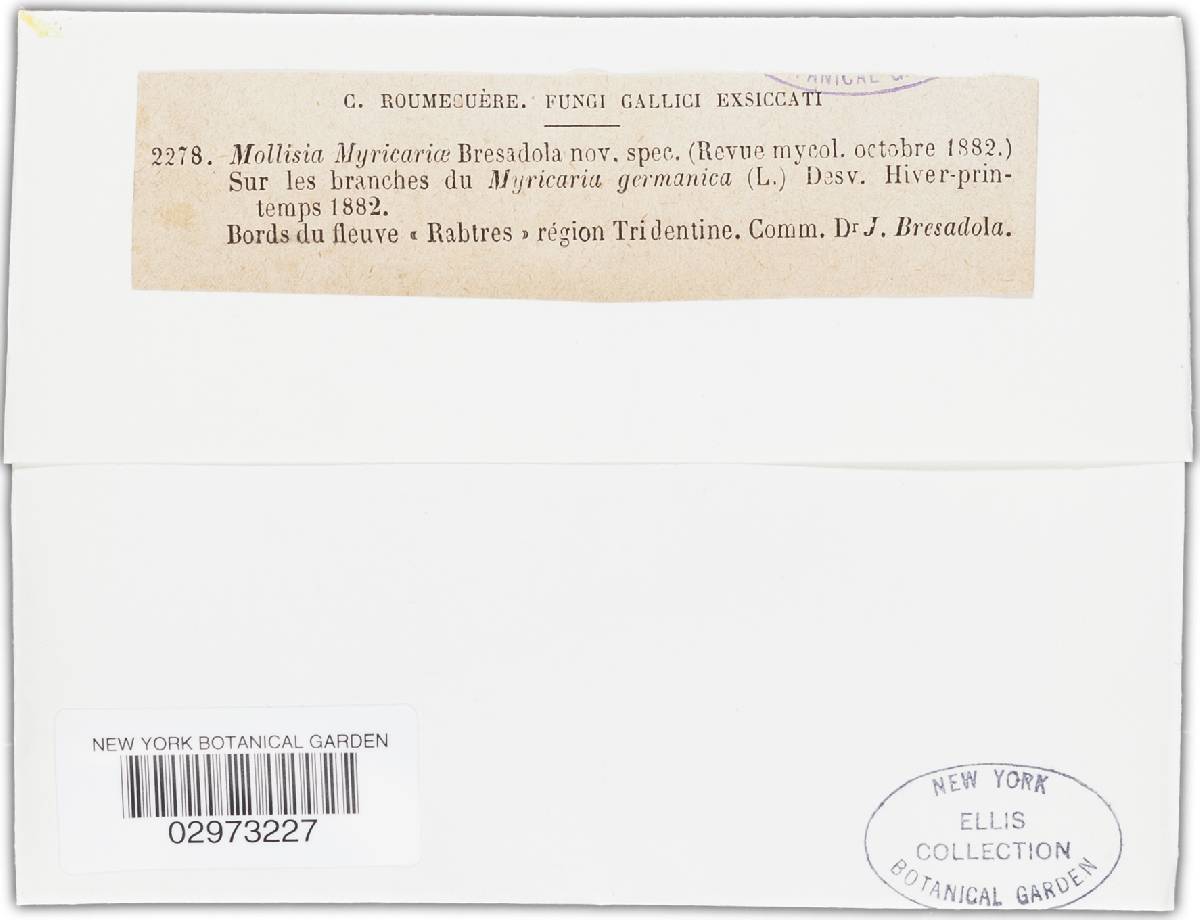 ANICAL G
C. ROUMEGUÈRE. FUNGI GALLICI EXSICCATI
2278. Mollisia Myricariæ Bresadola nov. spec. (Revue mycol. octobre 1882.)
Sur les branches du Myricaria germanica (L.) Desv. Hiver-prin-
temps 1882.
Bords du fleuve « Rabtres » région Tridentine. Comm. Dr J. Bresadola.
NEW YORK BOTANICAL GARDEN
02973227
NEW YORK
ELLIS
COLLECTION
BOTANICAL GARDEN